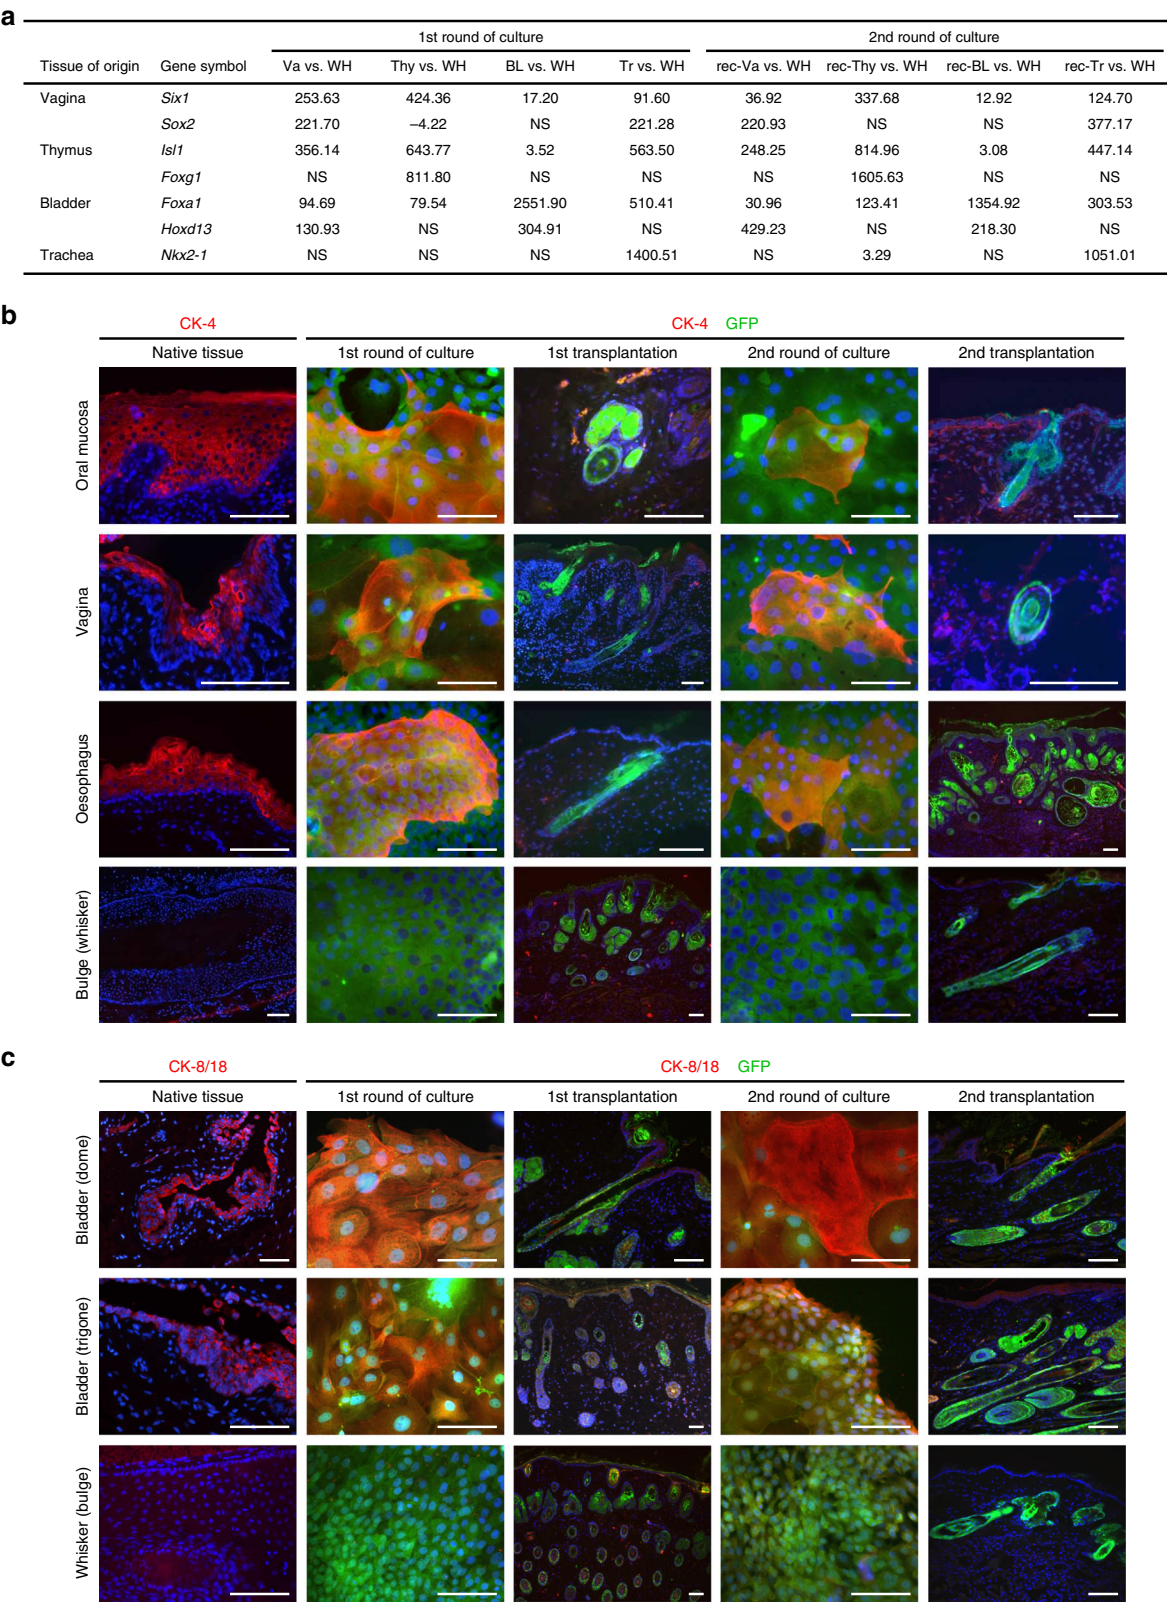 a
1st round of culture 2nd round of culture
Tissue of origin Gene symbol Va vs. WH Thy vs. WH BL vs. WH Tr vs. WH rec-Va vs. WH rec-Thy vs. WH rec-BL vs. WH rec-Tr vs. WH
Vagina Six1 253.63 424.36 17.20 91.60 36.92 337.68 12.92 124.70
Sox2 221.70 –4.22 NS 221.28 220.93 NS NS 377.17
Thymus Isl1 356.14 643.77 3.52 563.50 248.25 814.96 3.08 447.14
Foxg1 NS 811.80 NS NS NS 1605.63 NS NS
Bladder Foxa1 94.69 79.54 2551.90 510.41 30.96 123.41 1354.92 303.53
Hoxd13 130.93 NS 304.91 NS 429.23 NS 218.30 NS
Trachea Nkx2-1 NS NS NS 1400.51 NS 3.29 NS 1051.01
b
CK-4 CK-4 GFP
Native tissue 1st round of culture 1st transplantation 2nd round of culture 2nd transplantation
Oral mucosa
Vagina
Oesophagus
Bulge (whisker)
c
CK-8/18 CK-8/18 GFP
Native tissue 1st round of culture 1st transplantation 2nd round of culture 2nd transplantation
Bladder (dome)
Bladder (trigone)
Whisker (bulge)